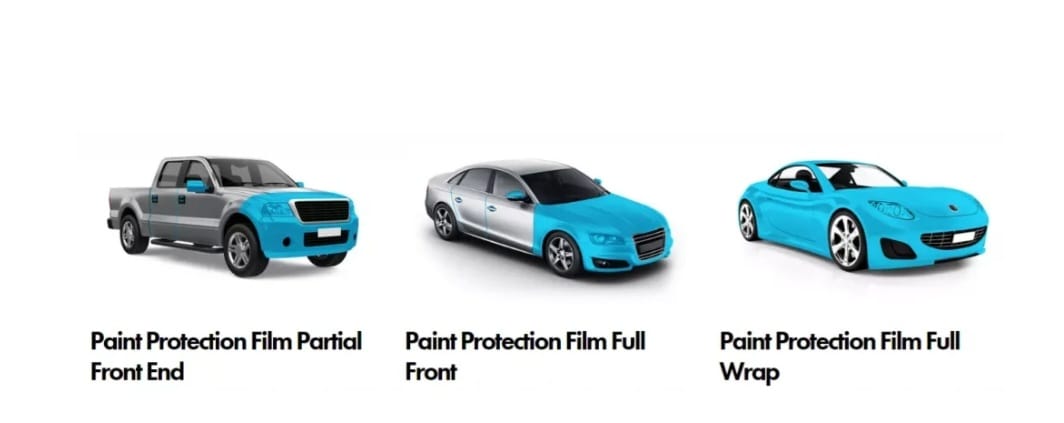 Paint Protection Film Partial
Front End
Paint Protection Film Full
Front
Paint Protection Film Full
Wrap